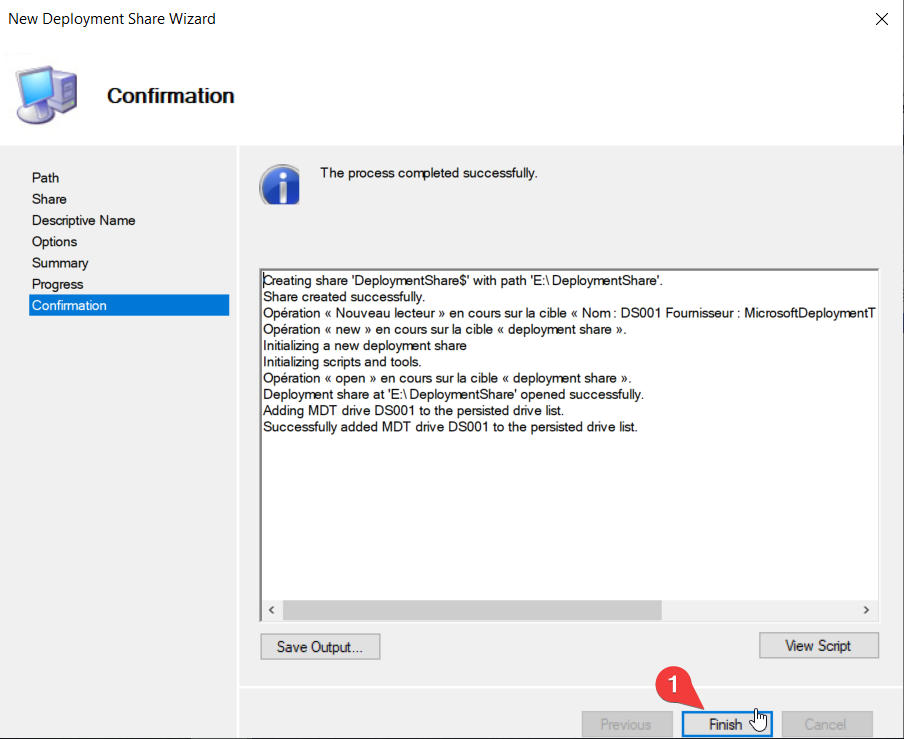 New Deployment Share Wizard
Confirmation
Path
Share
Descriptive Name
Options
Summary
Progress
Confirmation
The process completed successfully.
Creating share 'DeploymentShare$' with path 'E:\DeploymentShare'.
Share created successfully.
Opération « Nouveau lecteur » en cours sur la cible « Nom : DS001 Fournisseur : MicrosoftDeploymentT
Opération « new » en cours sur la cible « deployment share ».
Initializing a new deployment share
Initializing scripts and tools.
Opération « open » en cours sur la cible « deployment share ».
Deployment share at 'E:\DeploymentShare' opened successfully.
Adding MDT drive DS001 to the persisted drive list.
Successfully added MDT drive DS001 to the persisted drive list.
Save Output...
View Script
1
Previous
Finish
Cancel